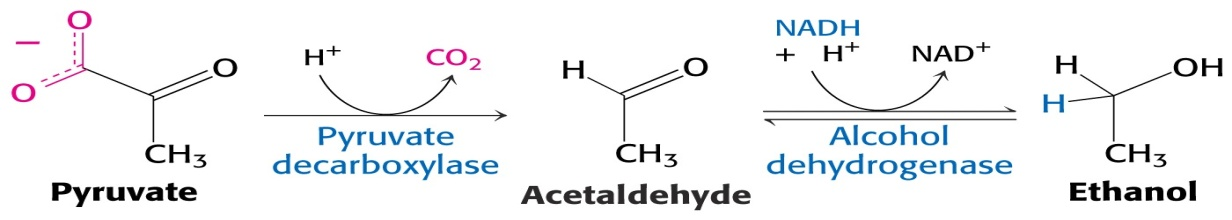 O
−
O
O
CH3
Pyruvate
H+
CO2
Pyruvate
decarboxylase
H
O
CH3
Acetaldehyde
NADH
+ H+
NAD+
Alcohol
dehydrogenase
H
OH
H
CH3
Ethanol